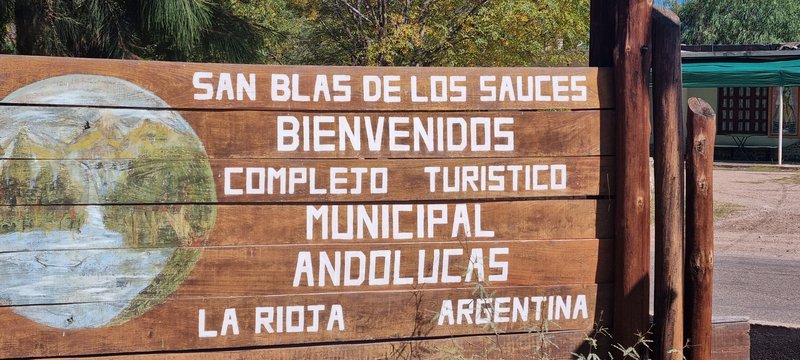 SAN BLAS DE LOS SAUCES
BIENVENIDOS
COMPLEJO TURISTICO
MUNICIPAL
ANDOLUCAS
LA RIOJA ARGENTINA